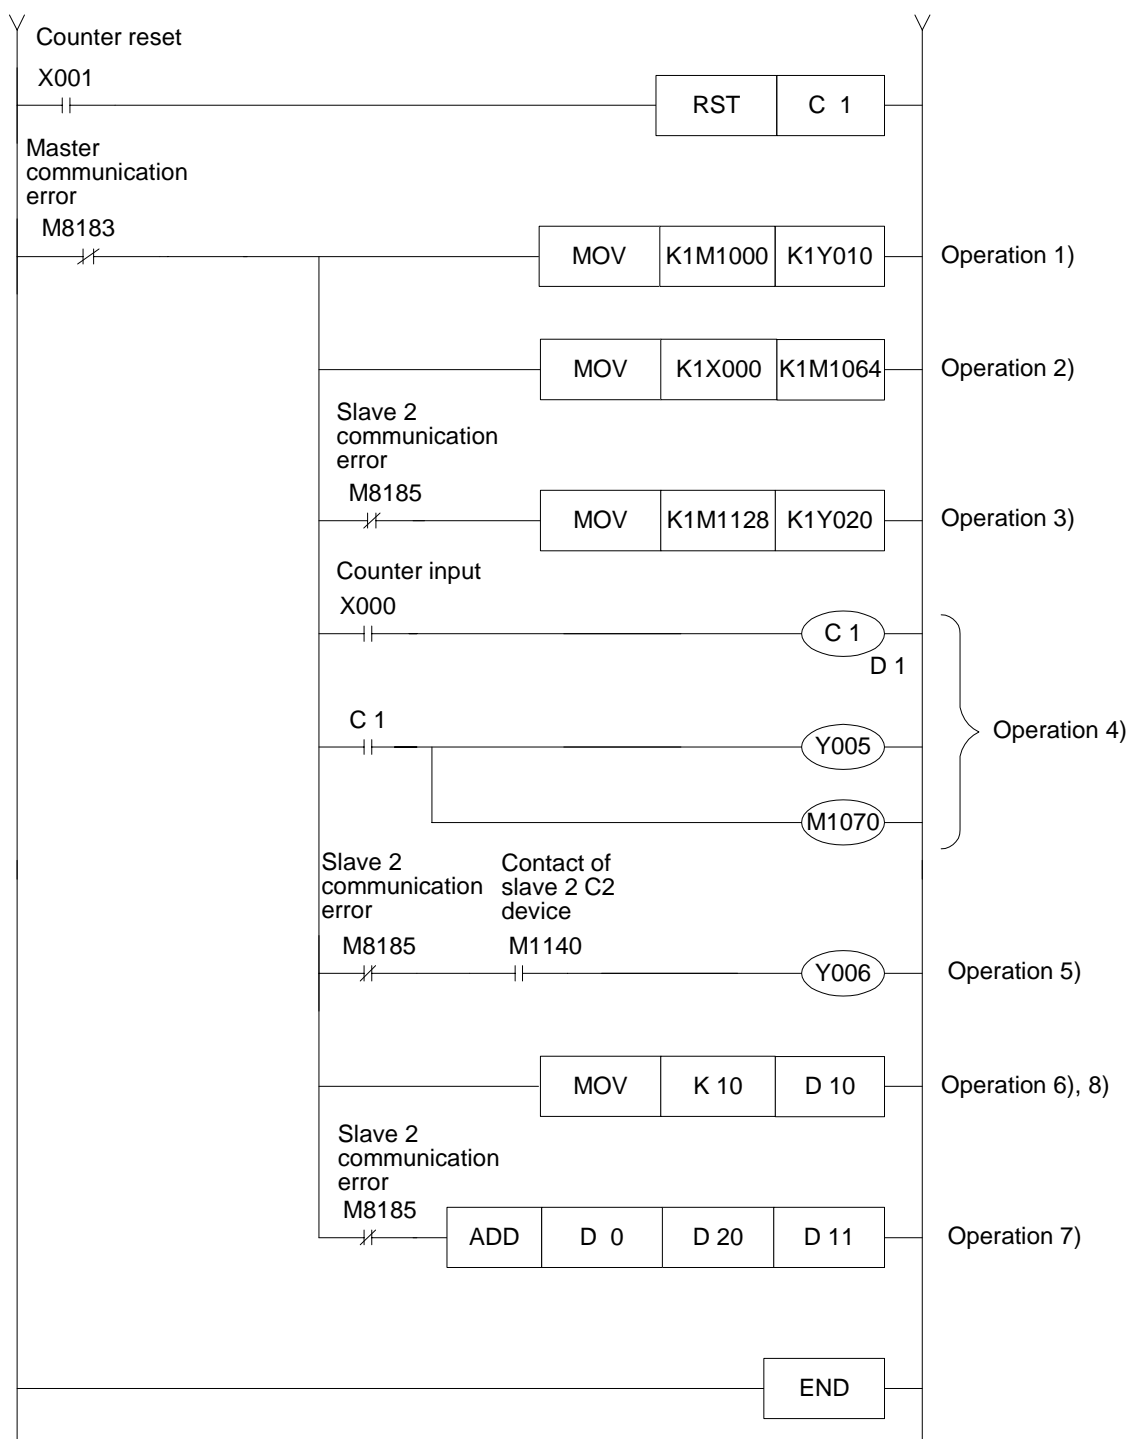 Counter reset
X001
RST C 1
Master
communication
error
M8183
MOV K1M1000 K1Y010 Operation 1)
MOV K1X000 K1M1064 Operation 2)
Slave 2
communication
error
M8185
MOV K1M1128 K1Y020 Operation 3)
Counter input
X000
C 1
D 1
C 1
Y005
Operation 4)
M1070
Slave 2
communication
error
Contact of
slave 2 C2
device
M8185 M1140
Y006 Operation 5)
MOV K 10 D 10 Operation 6), 8)
Slave 2
communication
error
M8185
ADD D 0 D 20 D 11 Operation 7)
END